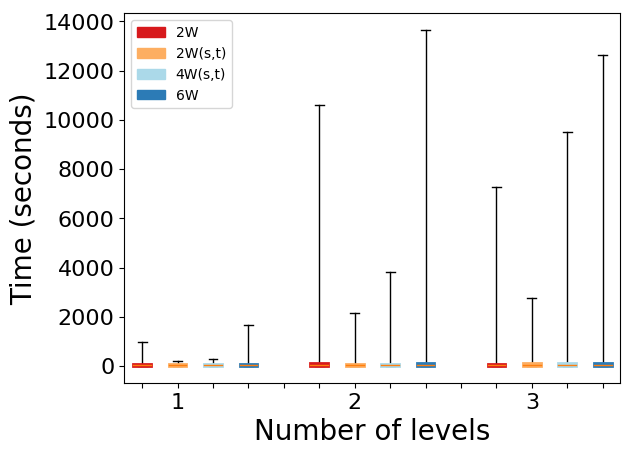 14000
12000
10000
8000
6000
4000
2000
0
Time (seconds)
2W
2W(s,t)
4W(s,t)
6W
1 2 3
Number of levels